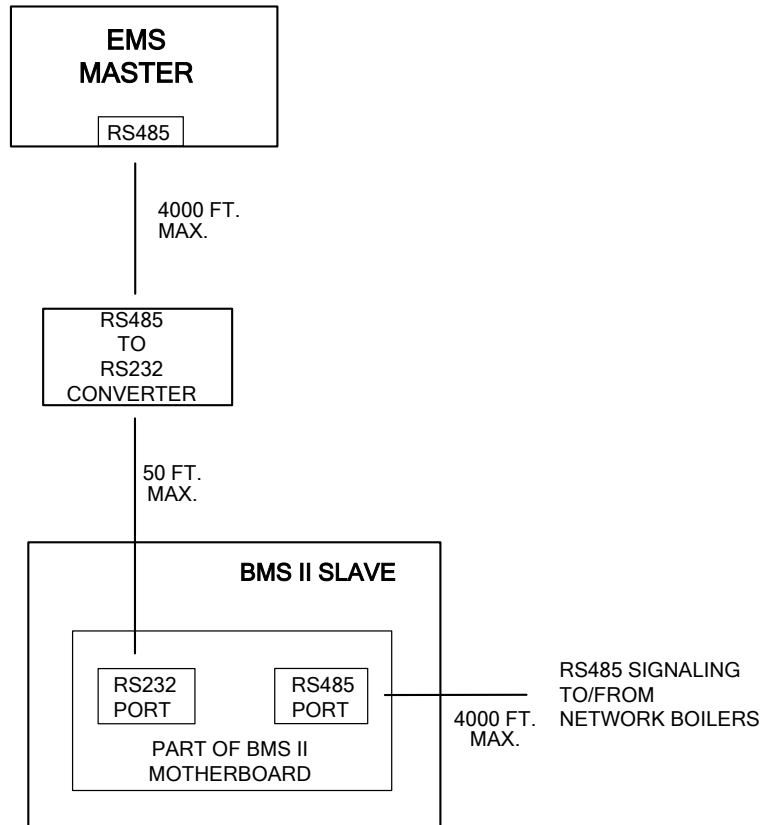 EMS
MASTER
RS485
4000 FT.
MAX.
RS485
TO
RS232
CONVERTER
50 FT.
MAX.
BMS II SLAVE
RS232
PORT
RS485
PORT
PART OF BMS II
MOTHERBOARD
4000 FT.
MAX.
RS485 SIGNALING
TO/FROM
NETWORK BOILERS